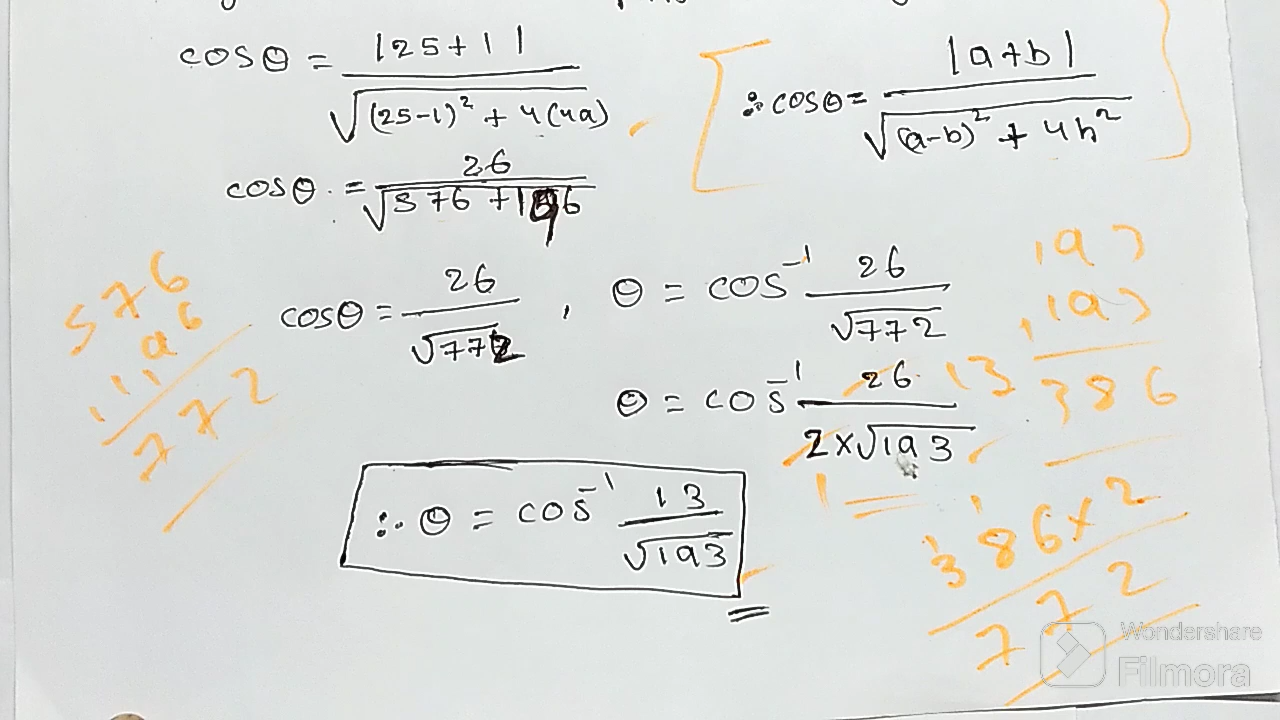 cosθ = |25+1| / √((25-1)² + 4(49))
∴ cosθ = |a+b| / √((a-b)² + 4h²)
cosθ = 26 / √(576 + 196)
cosθ = 26 / √772 , θ = cos⁻¹ 26 / √772
θ = cos⁻¹ 26 / 2×√193
13
1
∴ θ = cos⁻¹ 13 / √193
576
196
772
193
193
386
386×2
772
Wondershare
Filmora